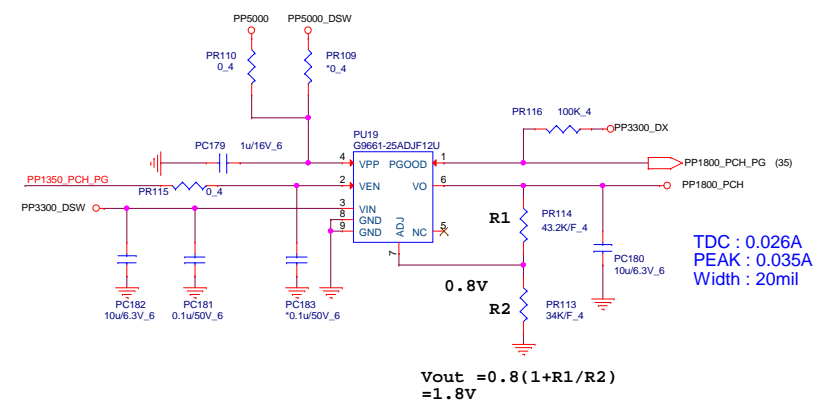 PP5000
PP5000_DSW
PR110
0_4
PR109
*0_4
PR116
100K_4
PP3300_DX
PU19
G9661-25ADJF12U
PC179
1u/16V_6
4
VPP
PGOOD
1
PP1800_PCH_PG (35)
PP1350_PCH_PG
PR115
0_4
2
VEN
VO
6
PP1800_PCH
PP3300_DSW
3
VIN
8
GND
9
GND
ADJ
NC
5
7
R1
PR114
43.2K/F_4
PC180
10u/6.3V_6
TDC : 0.026A
PEAK : 0.035A
Width : 20mil
0.8V
R2
PR113
34K/F_4
PC182
10u/6.3V_6
PC181
0.1u/50V_6
PC183
*0.1u/50V_6
Vout =0.8(1+R1/R2)
=1.8V